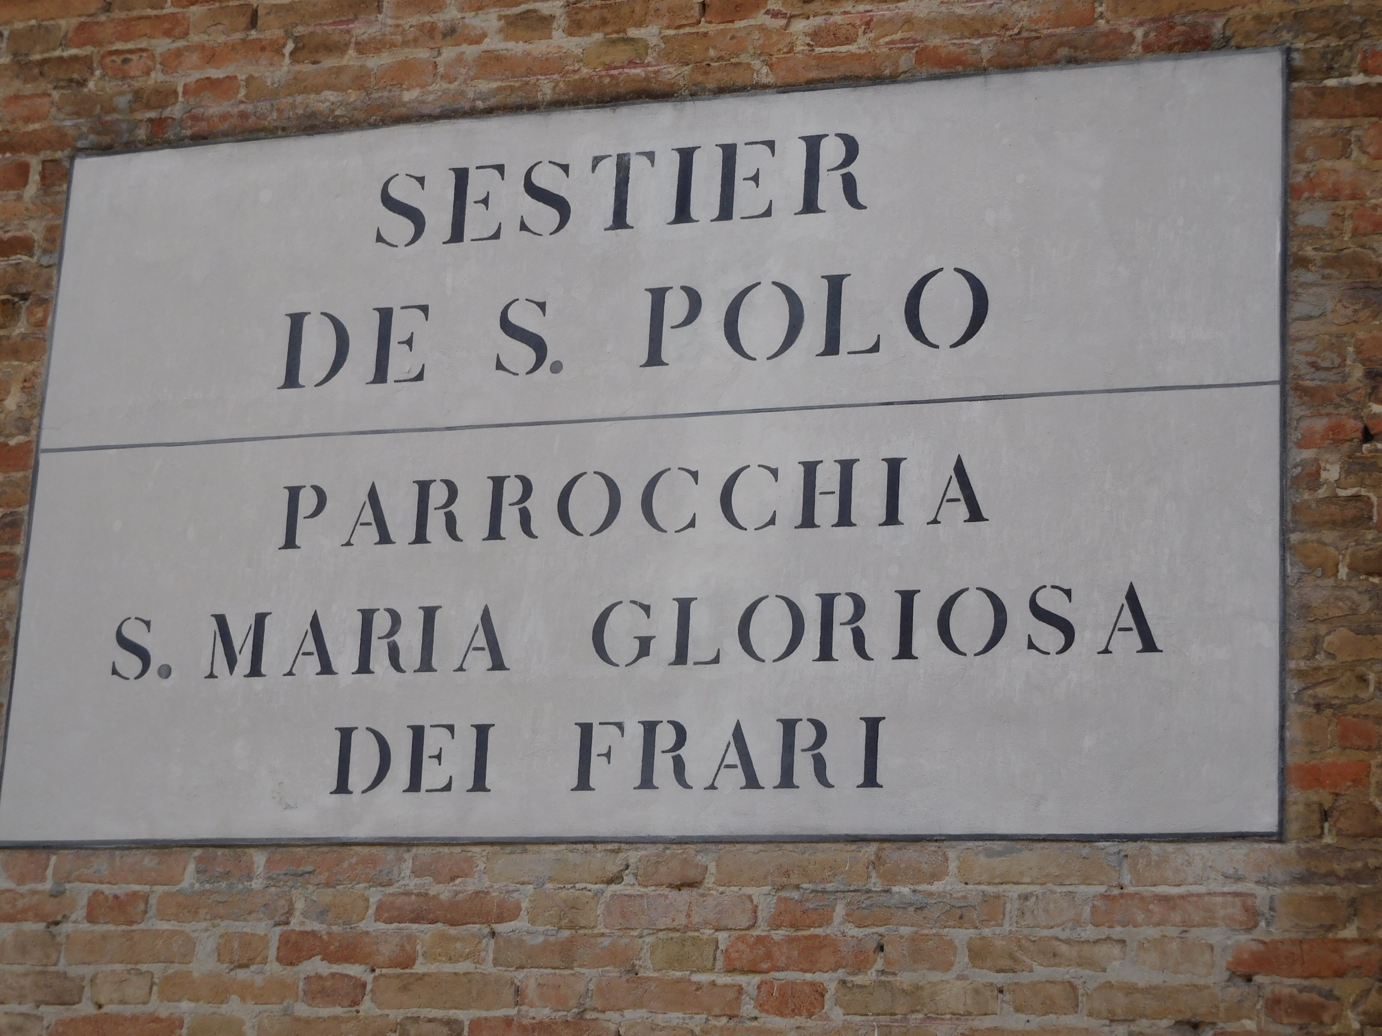 SESTIER
DE S. POLO
PARROCCHIA
S. MARIA GLORIOSA
DEI FRARI